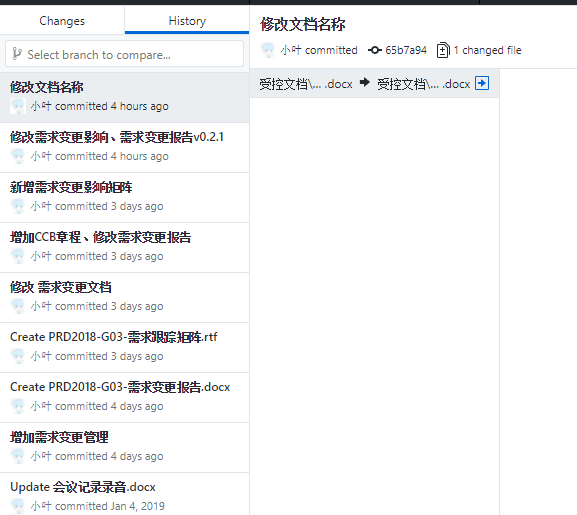 Changes
History
Select branch to compare...
修改文档名称
小叶 committed 4 hours ago
修改需求变更影响、需求变更报告v0.2.1
小叶 committed 4 hours ago
新增需求变更影响矩阵
小叶 committed 3 days ago
增加CCB章程、修改需求变更报告
小叶 committed 3 days ago
修改 需求变更文档
小叶 committed 3 days ago
Create PRD2018-G03-需求跟踪矩阵.rtf
小叶 committed 3 days ago
Create PRD2018-G03-需求变更报告.docx
小叶 committed 4 days ago
增加需求变更管理
小叶 committed 4 days ago
Update 会议记录录音.docx
小叶 committed Jan 4, 2019
修改文档名称
小叶 committed 65b7a94 1 changed file
受控文档\... .docx 受控文档\... .docx